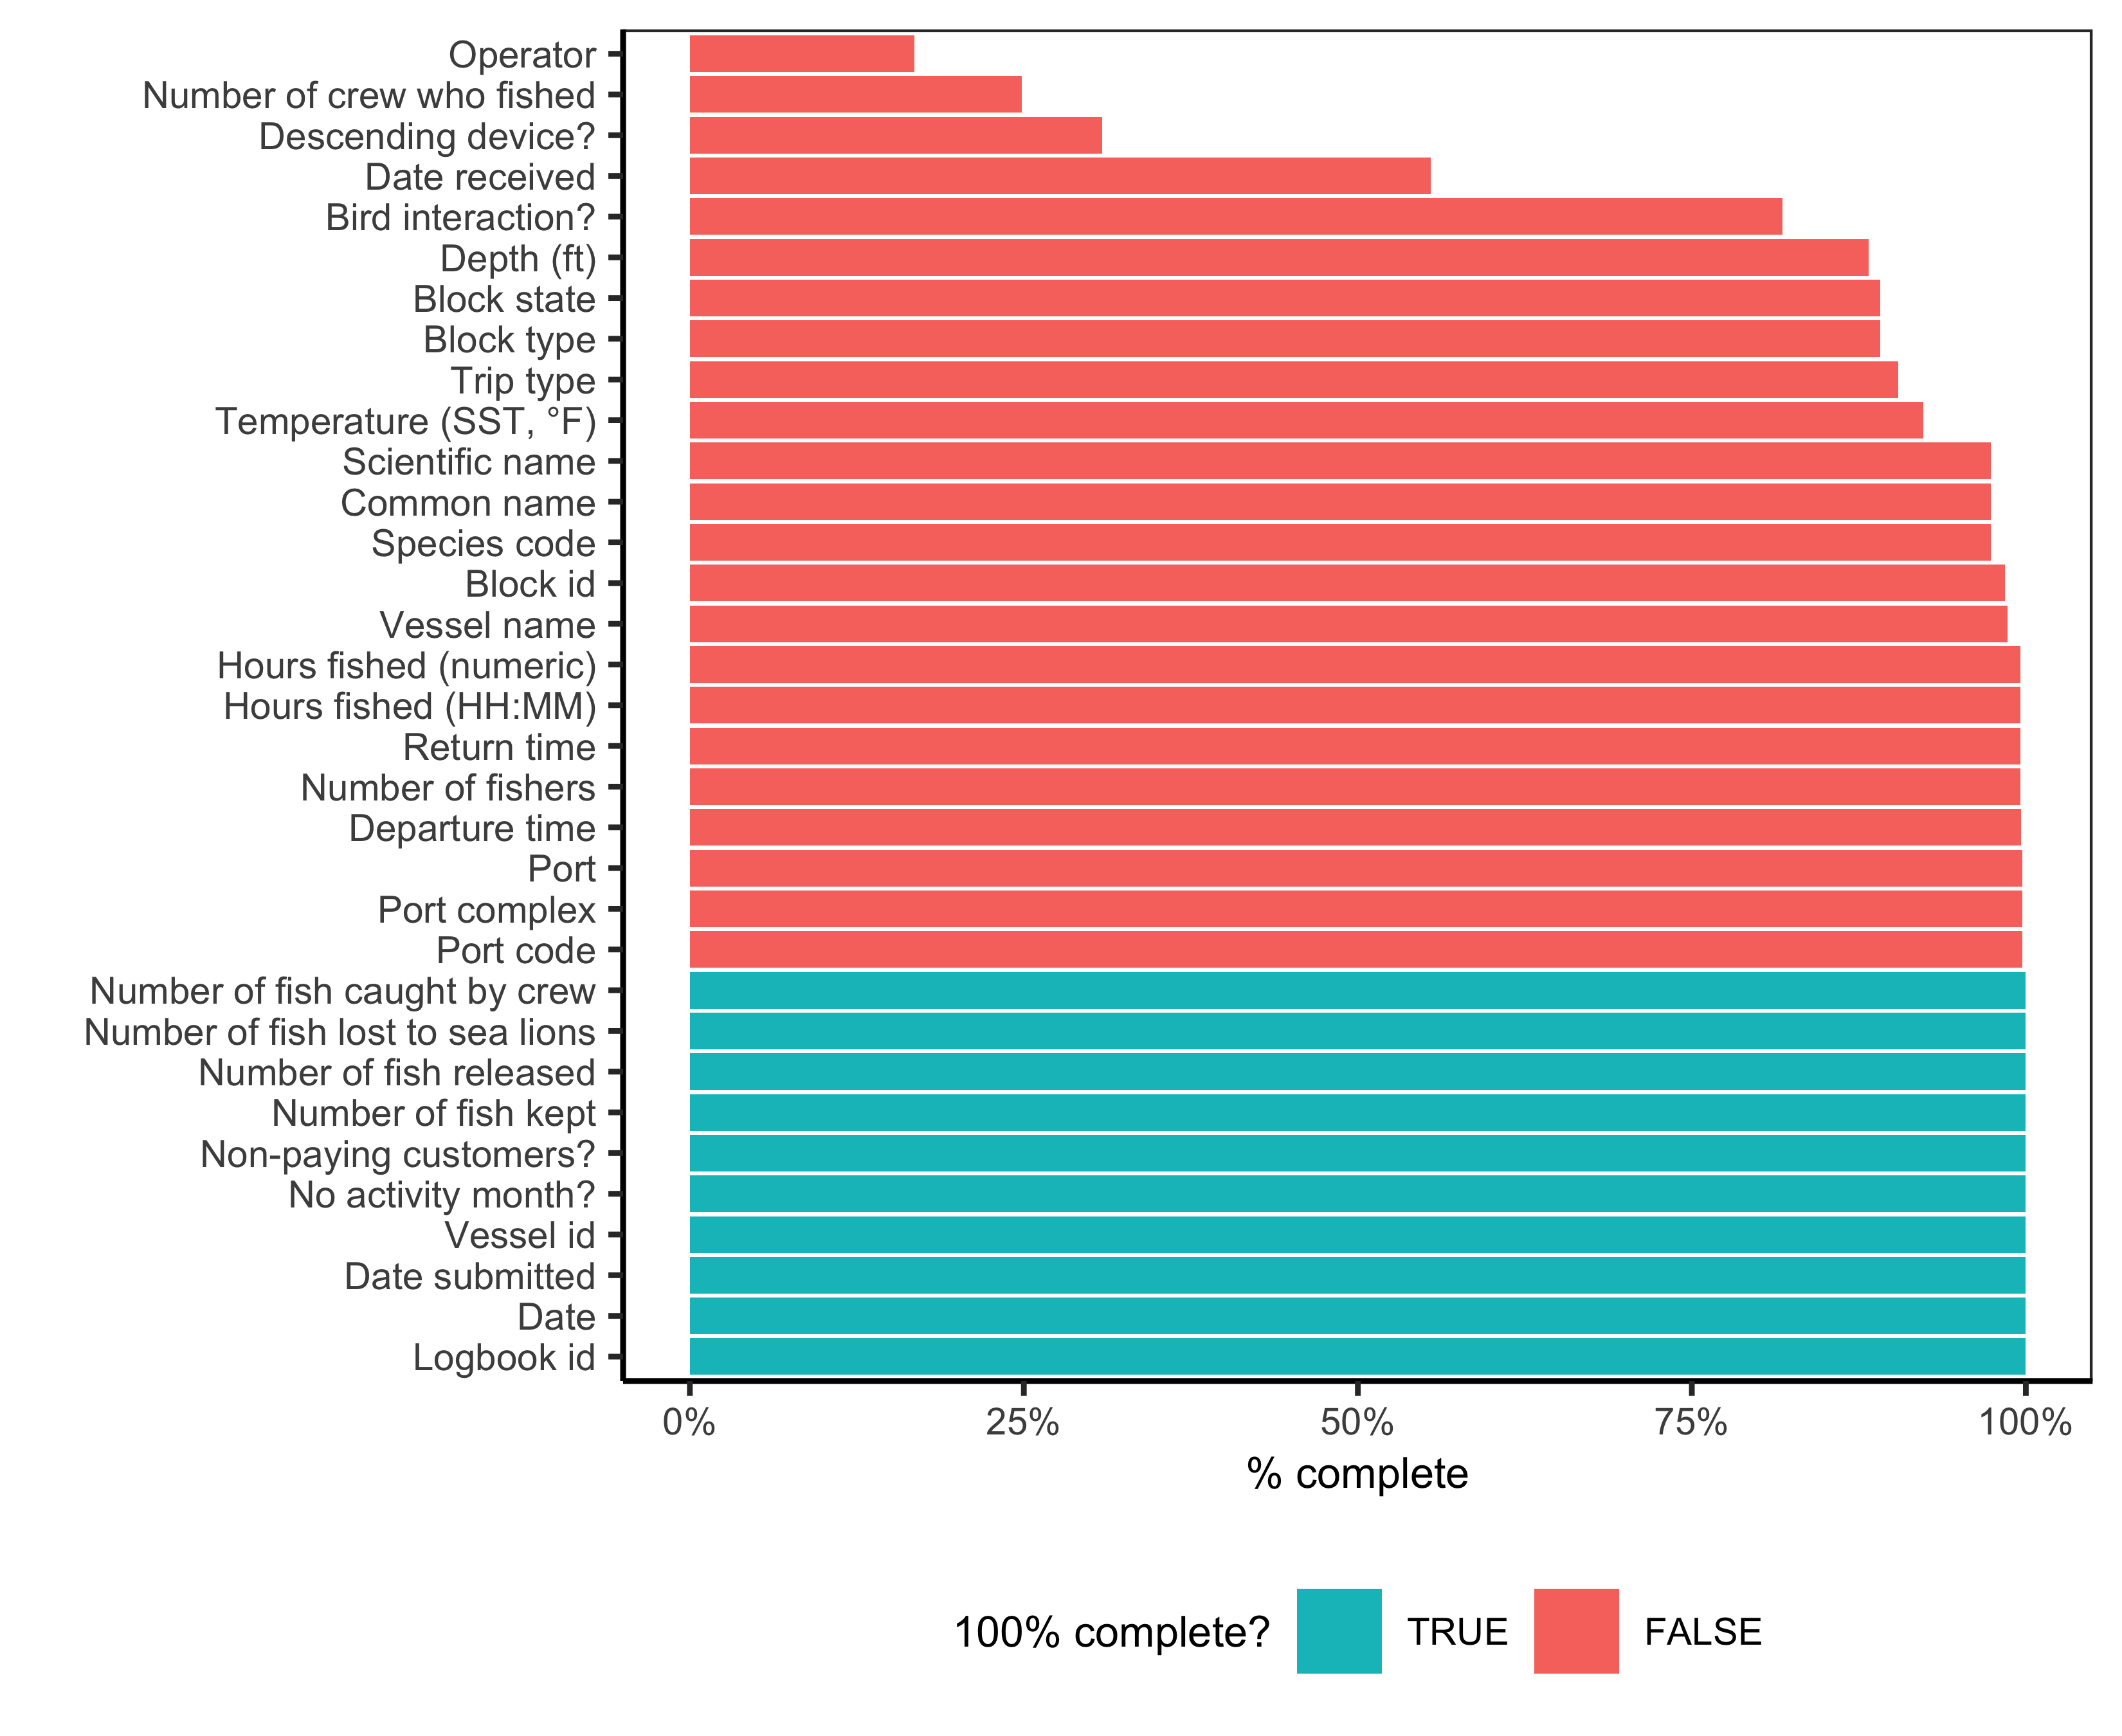 Operator
Number of crew who fished
Descending device?
Date received
Bird interaction?
Depth (ft)
Block state
Block type
Trip type
Temperature (SST, °F)
Scientific name
Common name
Species code
Block id
Vessel name
Hours fished (numeric)
Hours fished (HH:MM)
Return time
Number of fishers
Departure time
Port
Port complex
Port code
Number of fish caught by crew
Number of fish lost to sea lions
Number of fish released
Number of fish kept
Non-paying customers?
No activity month?
Vessel id
Date submitted
Date
Logbook id
0% 25% 50% 75% 100%
% complete
100% complete? TRUE FALSE